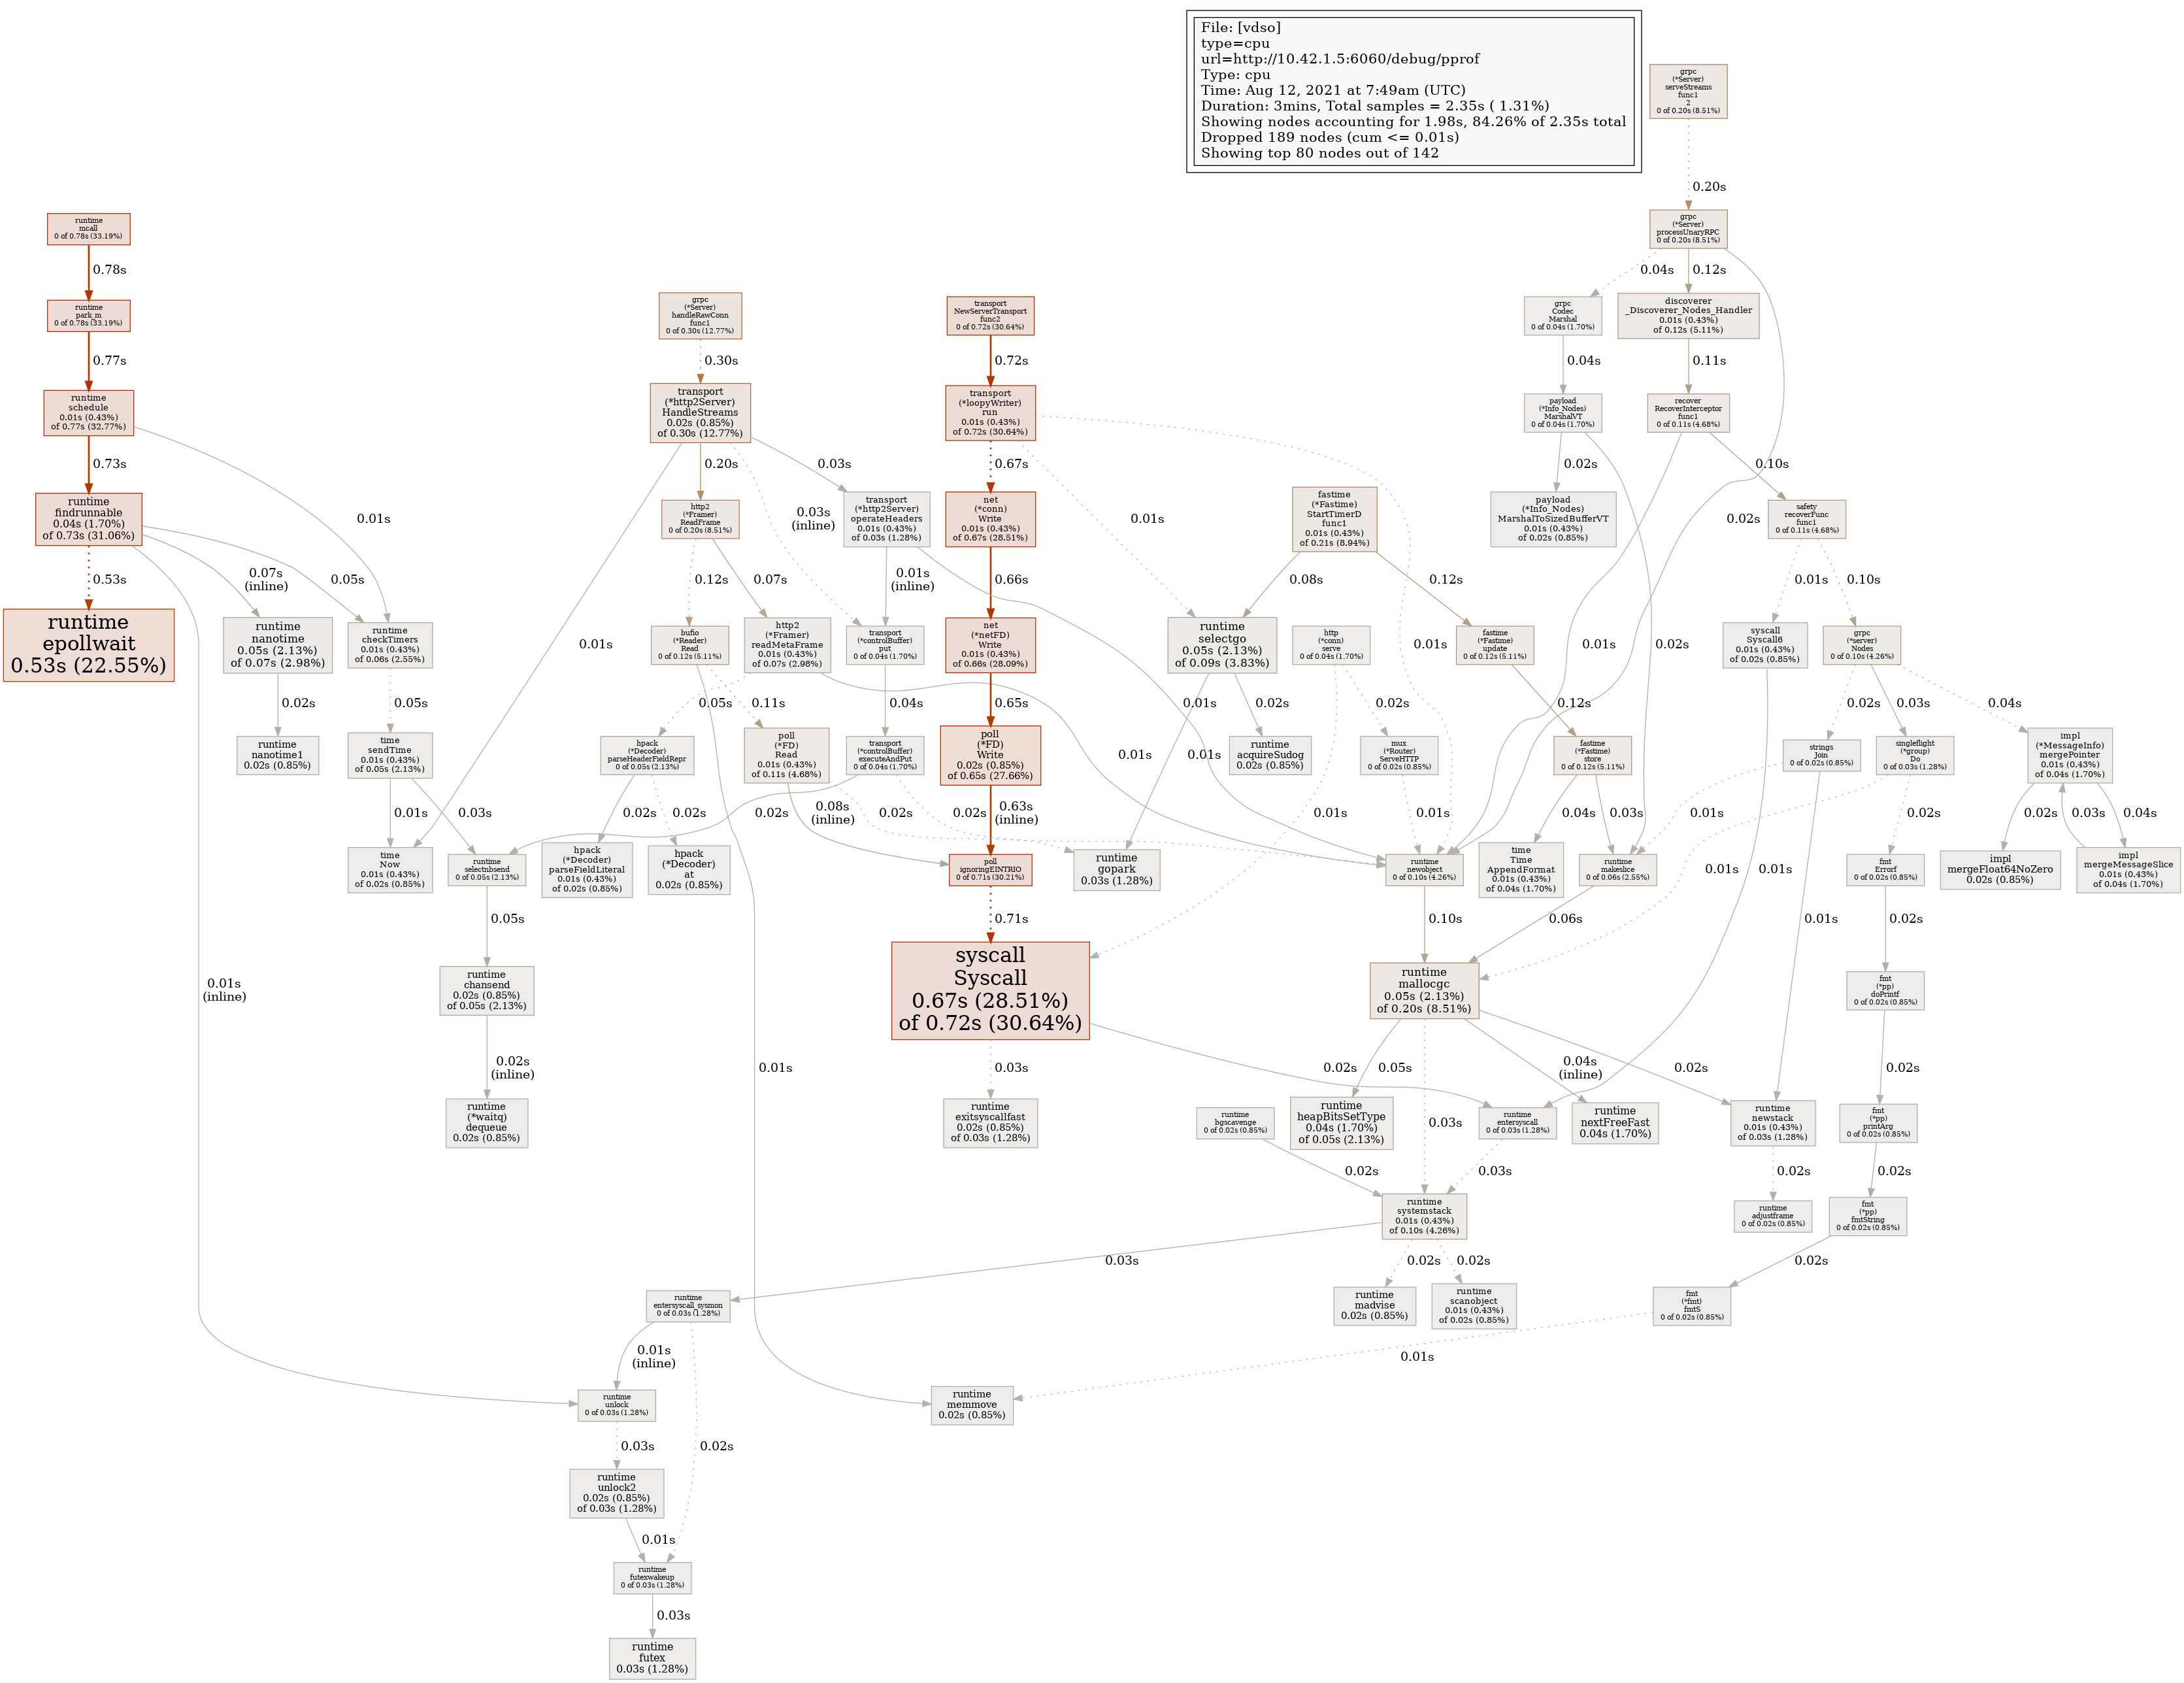 File: [vdso]
type=cpu
url=http://10.42.1.5:6060/debug/pprof
Type: cpu
Time: Aug 12, 2021 at 7:49am (UTC)
Duration: 3mins, Total samples = 2.35s ( 1.31%)
Showing nodes accounting for 1.98s, 84.26% of 2.35s total
Dropped 189 nodes (cum <= 0.01s)
Showing top 80 nodes out of 142
grpc
(*Server)
serveStreams
func1
2
0 of 0.20s (8.51%)
0.20s
runtime
mcall
0 of 0.78s (33.19%)
grpc
(*Server)
processUnaryRPC
0 of 0.20s (8.51%)
0.78s
0.04s
0.12s
runtime
park_m
0 of 0.78s (33.19%)
grpc
(*Server)
handleRawConn
func1
0 of 0.30s (12.77%)
transport
NewServerTransport
func2
0 of 0.72s (30.64%)
grpc
Codec
Marshal
0 of 0.04s (1.70%)
discoverer
_Discoverer_Nodes_Handler
0.01s (0.43%)
of 0.12s (5.11%)
0.77s
0.30s
0.72s
0.04s
0.11s
runtime
schedule
0.01s (0.43%)
of 0.77s (32.77%)
transport
(*http2Server)
HandleStreams
0.02s (0.85%)
of 0.30s (12.77%)
transport
(*loopyWriter)
run
0.01s (0.43%)
of 0.72s (30.64%)
payload
(*Info_Nodes)
MarshalVT
0 of 0.04s (1.70%)
recover
RecoverInterceptor
func1
0 of 0.11s (4.68%)
0.73s
0.20s
0.03s
0.67s
0.02s
0.10s
runtime
findrunnable
0.04s (1.70%)
of 0.73s (31.06%)
0.01s
http2
(*Framer)
ReadFrame
0 of 0.20s (8.51%)
0.03s
(inline)
transport
(*http2Server)
operateHeaders
0.01s (0.43%)
of 0.03s (1.28%)
net
(*conn)
Write
0.01s (0.43%)
of 0.67s (28.51%)
0.01s
fastime
(*Fastime)
StartTimerD
func1
0.01s (0.43%)
of 0.21s (8.94%)
payload
(*Info_Nodes)
MarshalToSizedBufferVT
0.01s (0.43%)
of 0.02s (0.85%)
0.02s
safety
recoverFunc
func1
0 of 0.11s (4.68%)
0.53s
0.07s
(inline)
0.05s
0.12s
0.07s
0.01s
(inline)
0.66s
0.08s
0.12s
0.01s
0.10s
runtime
epollwait
0.53s (22.55%)
runtime
nanotime
0.05s (2.13%)
of 0.07s (2.98%)
runtime
checkTimers
0.01s (0.43%)
of 0.06s (2.55%)
0.01s
bufio
(*Reader)
Read
0 of 0.12s (5.11%)
http2
(*Framer)
readMetaFrame
0.01s (0.43%)
of 0.07s (2.98%)
transport
(*controlBuffer)
put
0 of 0.04s (1.70%)
net
(*netFD)
Write
0.01s (0.43%)
of 0.66s (28.09%)
runtime
selectgo
0.05s (2.13%)
of 0.09s (3.83%)
http
(*conn)
serve
0 of 0.04s (1.70%)
0.01s
fastime
(*Fastime)
update
0 of 0.12s (5.11%)
0.01s
0.02s
syscall
Syscall6
0.01s (0.43%)
of 0.02s (0.85%)
grpc
(*server)
Nodes
0 of 0.10s (4.26%)
0.02s
0.05s
0.05s
0.11s
0.04s
0.65s
0.01s
0.02s
0.02s
0.12s
0.02s
0.03s
0.04s
runtime
nanotime1
0.02s (0.85%)
time
sendTime
0.01s (0.43%)
of 0.05s (2.13%)
hpack
(*Decoder)
parseHeaderFieldRepr
0 of 0.05s (2.13%)
poll
(*FD)
Read
0.01s (0.43%)
of 0.11s (4.68%)
transport
(*controlBuffer)
executeAndPut
0 of 0.04s (1.70%)
poll
(*FD)
Write
0.02s (0.85%)
of 0.65s (27.66%)
0.01s
0.01s
runtime
acquireSudog
0.02s (0.85%)
mux
(*Router)
ServeHTTP
0 of 0.02s (0.85%)
fastime
(*Fastime)
store
0 of 0.12s (5.11%)
strings
Join
0 of 0.02s (0.85%)
singleflight
(*group)
Do
0 of 0.03s (1.28%)
impl
(*MessageInfo)
mergePointer
0.01s (0.43%)
of 0.04s (1.70%)
0.01s
0.03s
0.02s
0.02s
0.02s
0.08s
(inline)
0.02s
0.02s
0.63s
(inline)
0.01s
0.01s
0.04s
0.03s
0.01s
0.02s
0.02s
0.03s
0.04s
time
Now
0.01s (0.43%)
of 0.02s (0.85%)
runtime
selectnbsend
0 of 0.05s (2.13%)
hpack
(*Decoder)
parseFieldLiteral
0.01s (0.43%)
of 0.02s (0.85%)
hpack
(*Decoder)
at
0.02s (0.85%)
poll
ignoringEINTRIO
0 of 0.71s (30.21%)
runtime
gopark
0.03s (1.28%)
runtime
newobject
0 of 0.10s (4.26%)
time
Time
AppendFormat
0.01s (0.43%)
of 0.04s (1.70%)
runtime
makeslice
0 of 0.06s (2.55%)
0.01s
0.01s
fmt
Errorf
0 of 0.02s (0.85%)
impl
mergeFloat64NoZero
0.02s (0.85%)
impl
mergeMessageSlice
0.01s (0.43%)
of 0.04s (1.70%)
0.05s
0.71s
0.10s
0.06s
0.01s
0.02s
0.01s
(inline)
runtime
chansend
0.02s (0.85%)
of 0.05s (2.13%)
syscall
Syscall
0.67s (28.51%)
of 0.72s (30.64%)
runtime
mallocgc
0.05s (2.13%)
of 0.20s (8.51%)
fmt
(*pp)
doPrintf
0 of 0.02s (0.85%)
0.02s
(inline)
0.01s
0.03s
0.02s
0.05s
0.04s
(inline)
0.02s
0.02s
runtime
(*waitq)
dequeue
0.02s (0.85%)
runtime
exitsyscallfast
0.02s (0.85%)
of 0.03s (1.28%)
runtime
bgscavenge
0 of 0.02s (0.85%)
runtime
heapBitsSetType
0.04s (1.70%)
of 0.05s (2.13%)
0.03s
runtime
entersyscall
0 of 0.03s (1.28%)
runtime
nextFreeFast
0.04s (1.70%)
runtime
newstack
0.01s (0.43%)
of 0.03s (1.28%)
fmt
(*pp)
printArg
0 of 0.02s (0.85%)
0.02s
0.03s
0.02s
0.02s
runtime
systemstack
0.01s (0.43%)
of 0.10s (4.26%)
runtime
adjustframe
0 of 0.02s (0.85%)
fmt
(*pp)
fmtString
0 of 0.02s (0.85%)
0.03s
0.02s
0.02s
0.02s
runtime
entersyscall_sysmon
0 of 0.03s (1.28%)
runtime
madvise
0.02s (0.85%)
runtime
scanobject
0.01s (0.43%)
of 0.02s (0.85%)
fmt
(*fmt)
fmtS
0 of 0.02s (0.85%)
0.01s
(inline)
0.01s
runtime
unlock
0 of 0.03s (1.28%)
runtime
memmove
0.02s (0.85%)
0.03s
0.02s
runtime
unlock2
0.02s (0.85%)
of 0.03s (1.28%)
0.01s
runtime
futexwakeup
0 of 0.03s (1.28%)
0.03s
runtime
futex
0.03s (1.28%)